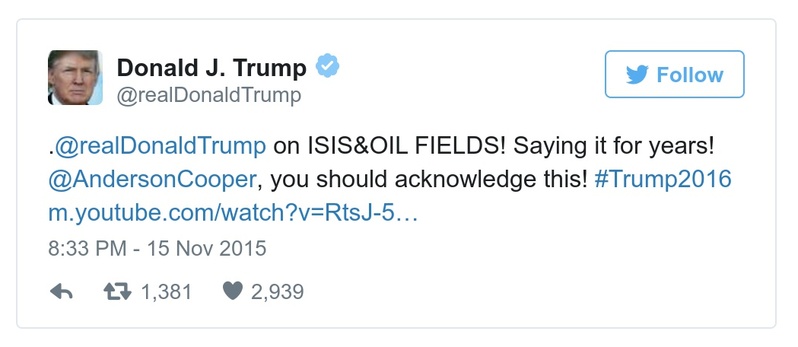 Donald J. Trump
@realDonaldTrump
Follow
.@realDonaldTrump on ISIS&OIL FIELDS! Saying it for years!
@AndersonCooper, you should acknowledge this! #Trump2016
m.youtube.com/watch?v=RtsJ-5…
8:33 PM - 15 Nov 2015
1,381 2,939